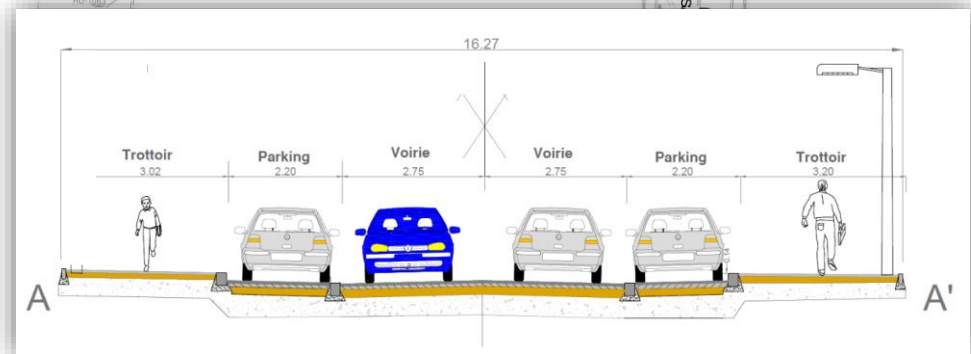 16.27
Trottoir
3.02
Parking
2.20
Voirie
2.75
Voirie
2.75
Parking
2.20
Trottoir
3.20
A
A'